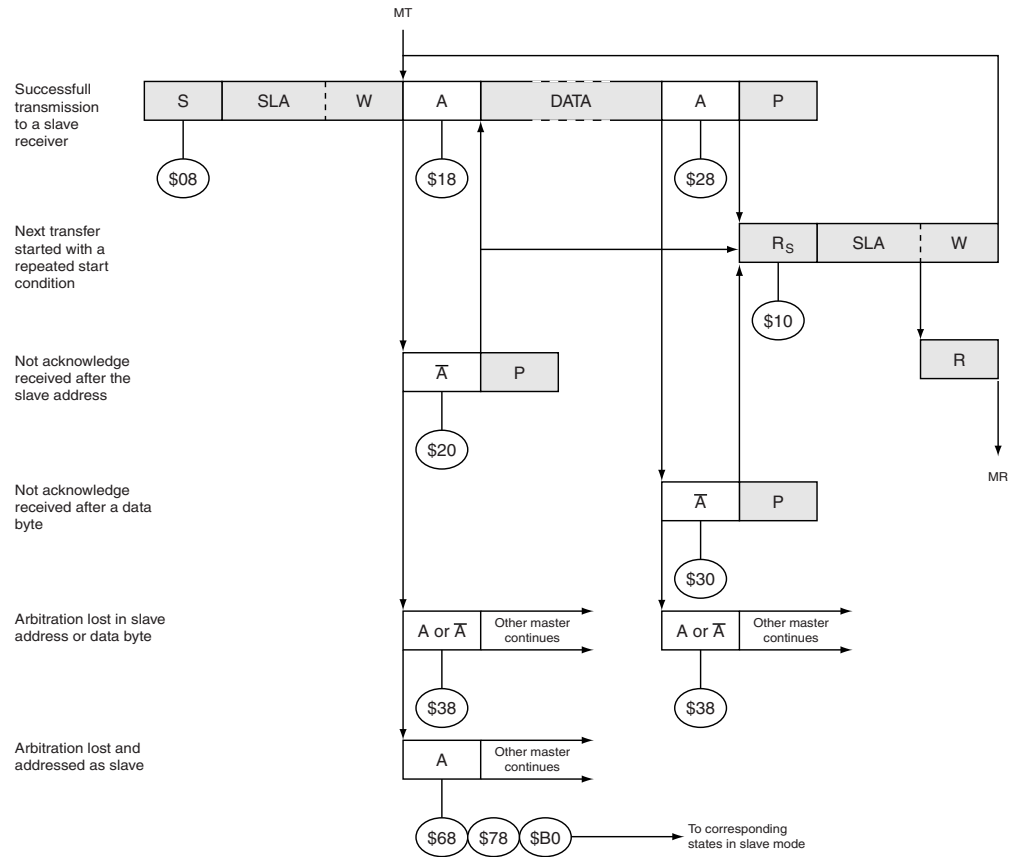 MT
Successfull
transmission
to a slave
receiver
S SLA W A DATA A P
$08 $18 $28
Next transfer
started with a
repeated start
condition
RS SLA W
$10
Not acknowledge
received after the
slave address
A̅ P
R
$20
MR
Not acknowledge
received after a data
byte
A̅ P
$30
Arbitration lost in slave
address or data byte
A or A̅
Other master
continues
A or A̅
Other master
continues
$38 $38
Arbitration lost and
addressed as slave
A
Other master
continues
$68 $78 $B0
To corresponding
states in slave mode